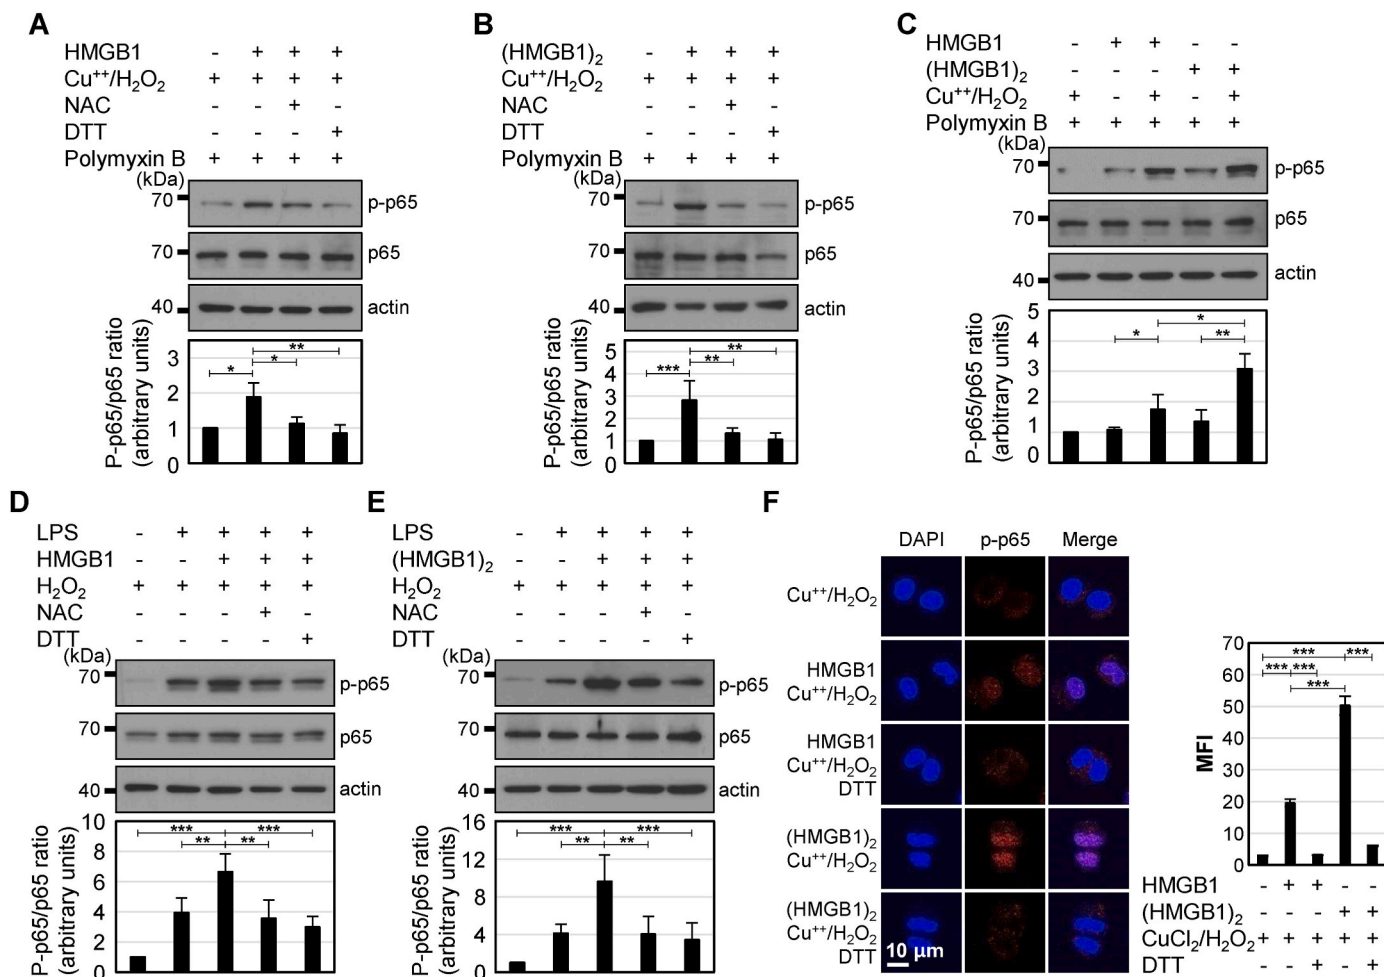 A
HMGB1 - + + +
Cu⁺⁺/H₂O₂ + + + +
NAC - - + -
DTT - - - +
Polymyxin B + + + +
(kDa)
70 p-p65
70 p65
40 actin
P-p65/p65 ratio
(arbitrary units)
3
2
1
0
* * **
B
(HMGB1)₂ - + + +
Cu⁺⁺/H₂O₂ + + + +
NAC - - + -
DTT - - - +
Polymyxin B + + + +
(kDa)
70 p-p65
70 p65
40 actin
P-p65/p65 ratio
(arbitrary units)
5
4
3
2
1
0
*** ** **
C
HMGB1 - + + - -
(HMGB1)₂ - - - + +
Cu⁺⁺/H₂O₂ + - + - +
Polymyxin B + + + + +
(kDa)
70 p-p65
70 p65
40 actin
P-p65/p65 ratio
(arbitrary units)
5
4
3
2
1
0
* * **
D
LPS - + + + +
HMGB1 - - + + +
H₂O₂ + + + + +
NAC - - - + -
DTT - - - - +
(kDa)
70 p-p65
70 p65
40 actin
P-p65/p65 ratio
(arbitrary units)
10
8
6
4
2
0
*** ***
** **
E
LPS - + + + +
(HMGB1)₂ - - + + +
H₂O₂ + + + + +
NAC - - - + -
DTT - - - - +
(kDa)
70 p-p65
70 p65
40 actin
P-p65/p65 ratio
(arbitrary units)
16
12
8
4
0
*** ***
** **
F
DAPI p-p65 Merge
Cu⁺⁺/H₂O₂
HMGB1
Cu⁺⁺/H₂O₂
HMGB1
Cu⁺⁺/H₂O₂
DTT
(HMGB1)₂
Cu⁺⁺/H₂O₂
(HMGB1)₂
Cu⁺⁺/H₂O₂
DTT
10 µm
MFI
70
60
50
40
30
20
10
0
*** ***
*** ***
***
HMGB1 - + + - -
(HMGB1)₂ - - - + +
CuCl₂/H₂O₂ + + + + +
DTT - - + - +